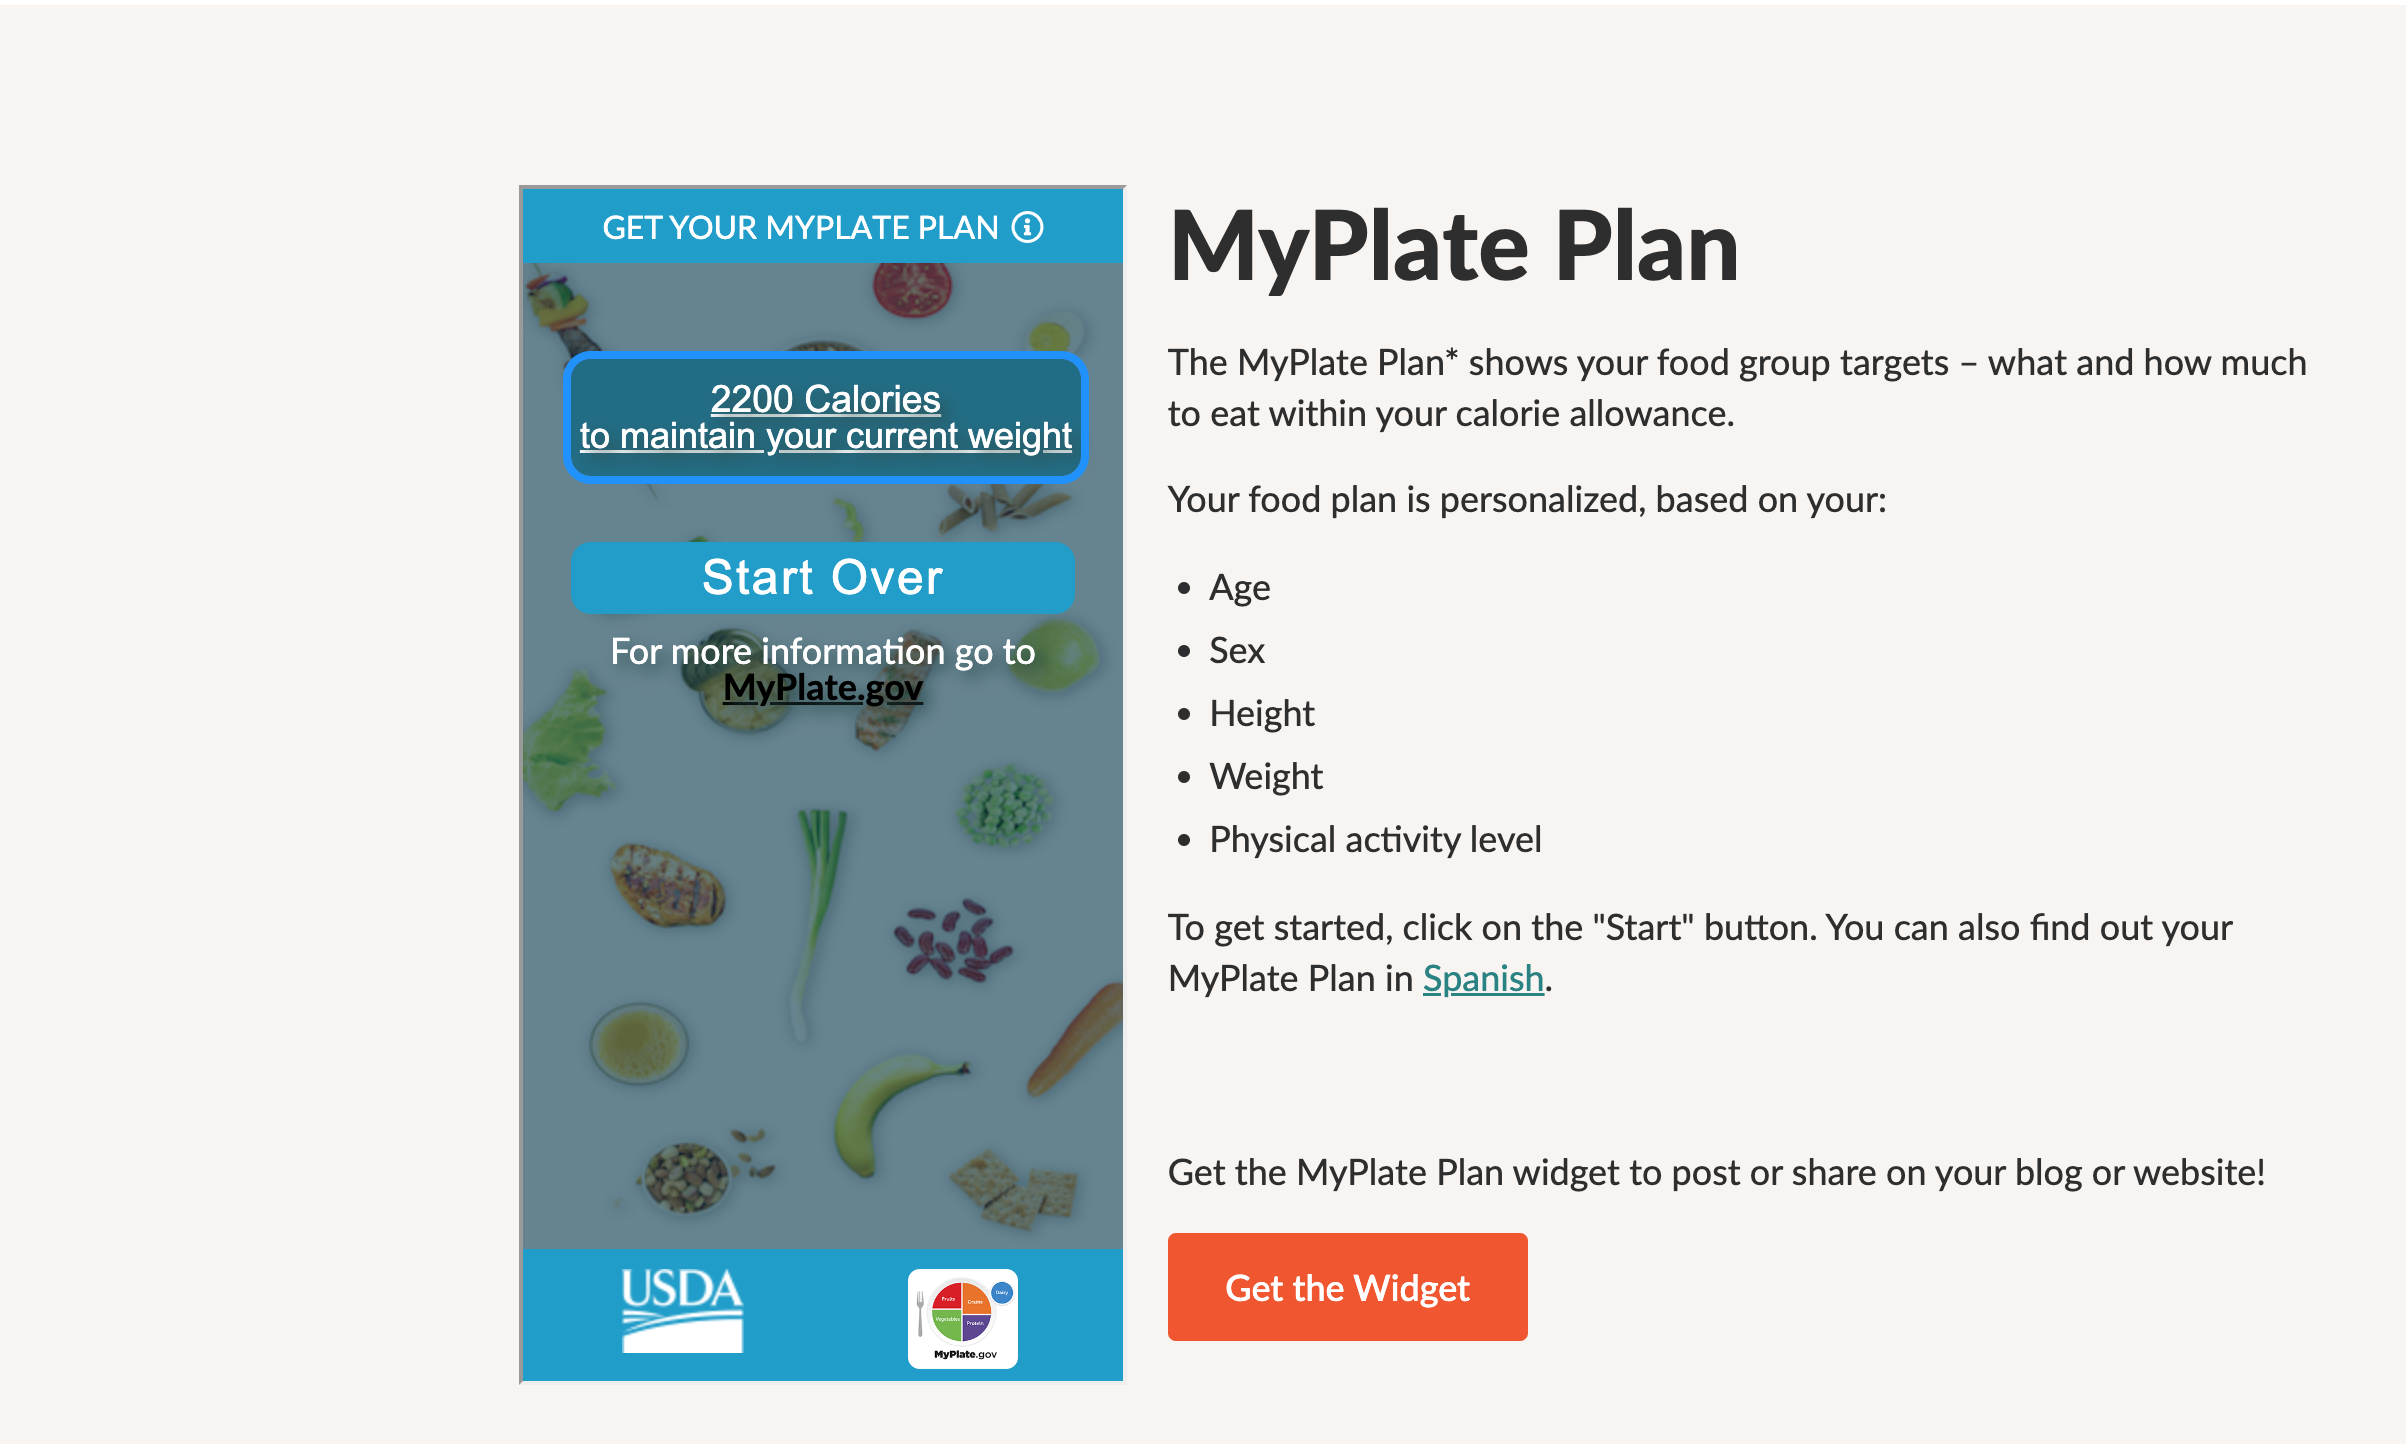 GET YOUR MYPLATE PLAN
2200 Calories
to maintain your current weight
Start Over
For more information go to
MyPlate.gov
USDA
Fruits
Grains
Dairy
Vegetables
Protein
MyPlate.gov
MyPlate Plan
The MyPlate Plan* shows your food group targets – what and how much
to eat within your calorie allowance.
Your food plan is personalized, based on your:
• Age
• Sex
• Height
• Weight
• Physical activity level
To get started, click on the "Start" button. You can also find out your
MyPlate Plan in Spanish.
Get the MyPlate Plan widget to post or share on your blog or website!
Get the Widget